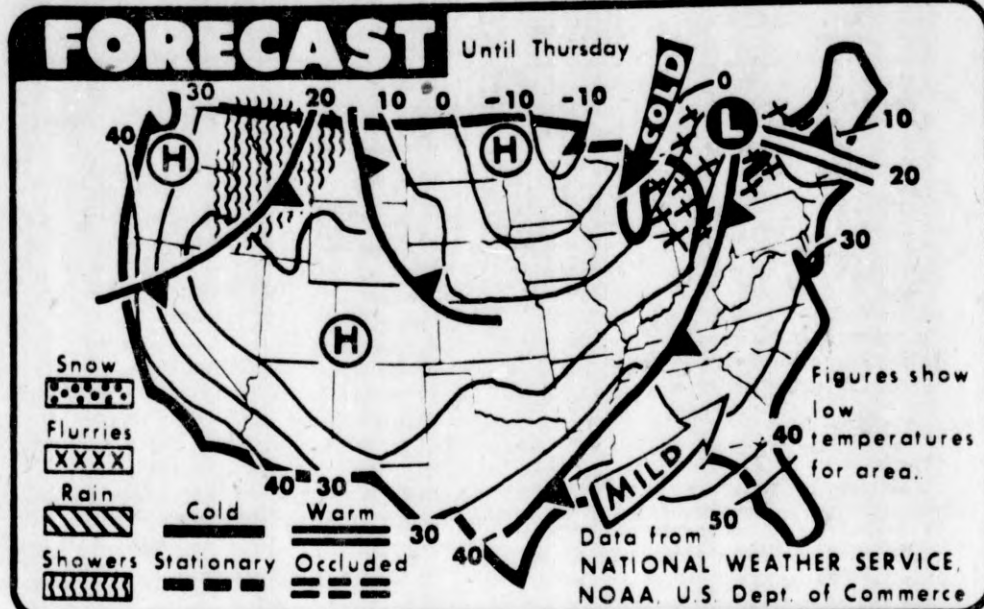 FORECAST
Until Thursday
30 20 10 0 -10 -10 COLD 0
40 H H L 10
20
30
H
Snow
Figures show
low
Flurries
40 temperatures
XXXX
for area.
MILD
Rain
40 30
Cold Warm
30 40 50
Data from
Showers Stationary Occluded
NATIONAL WEATHER SERVICE,
NOAA, U.S. Dept. of Commerce